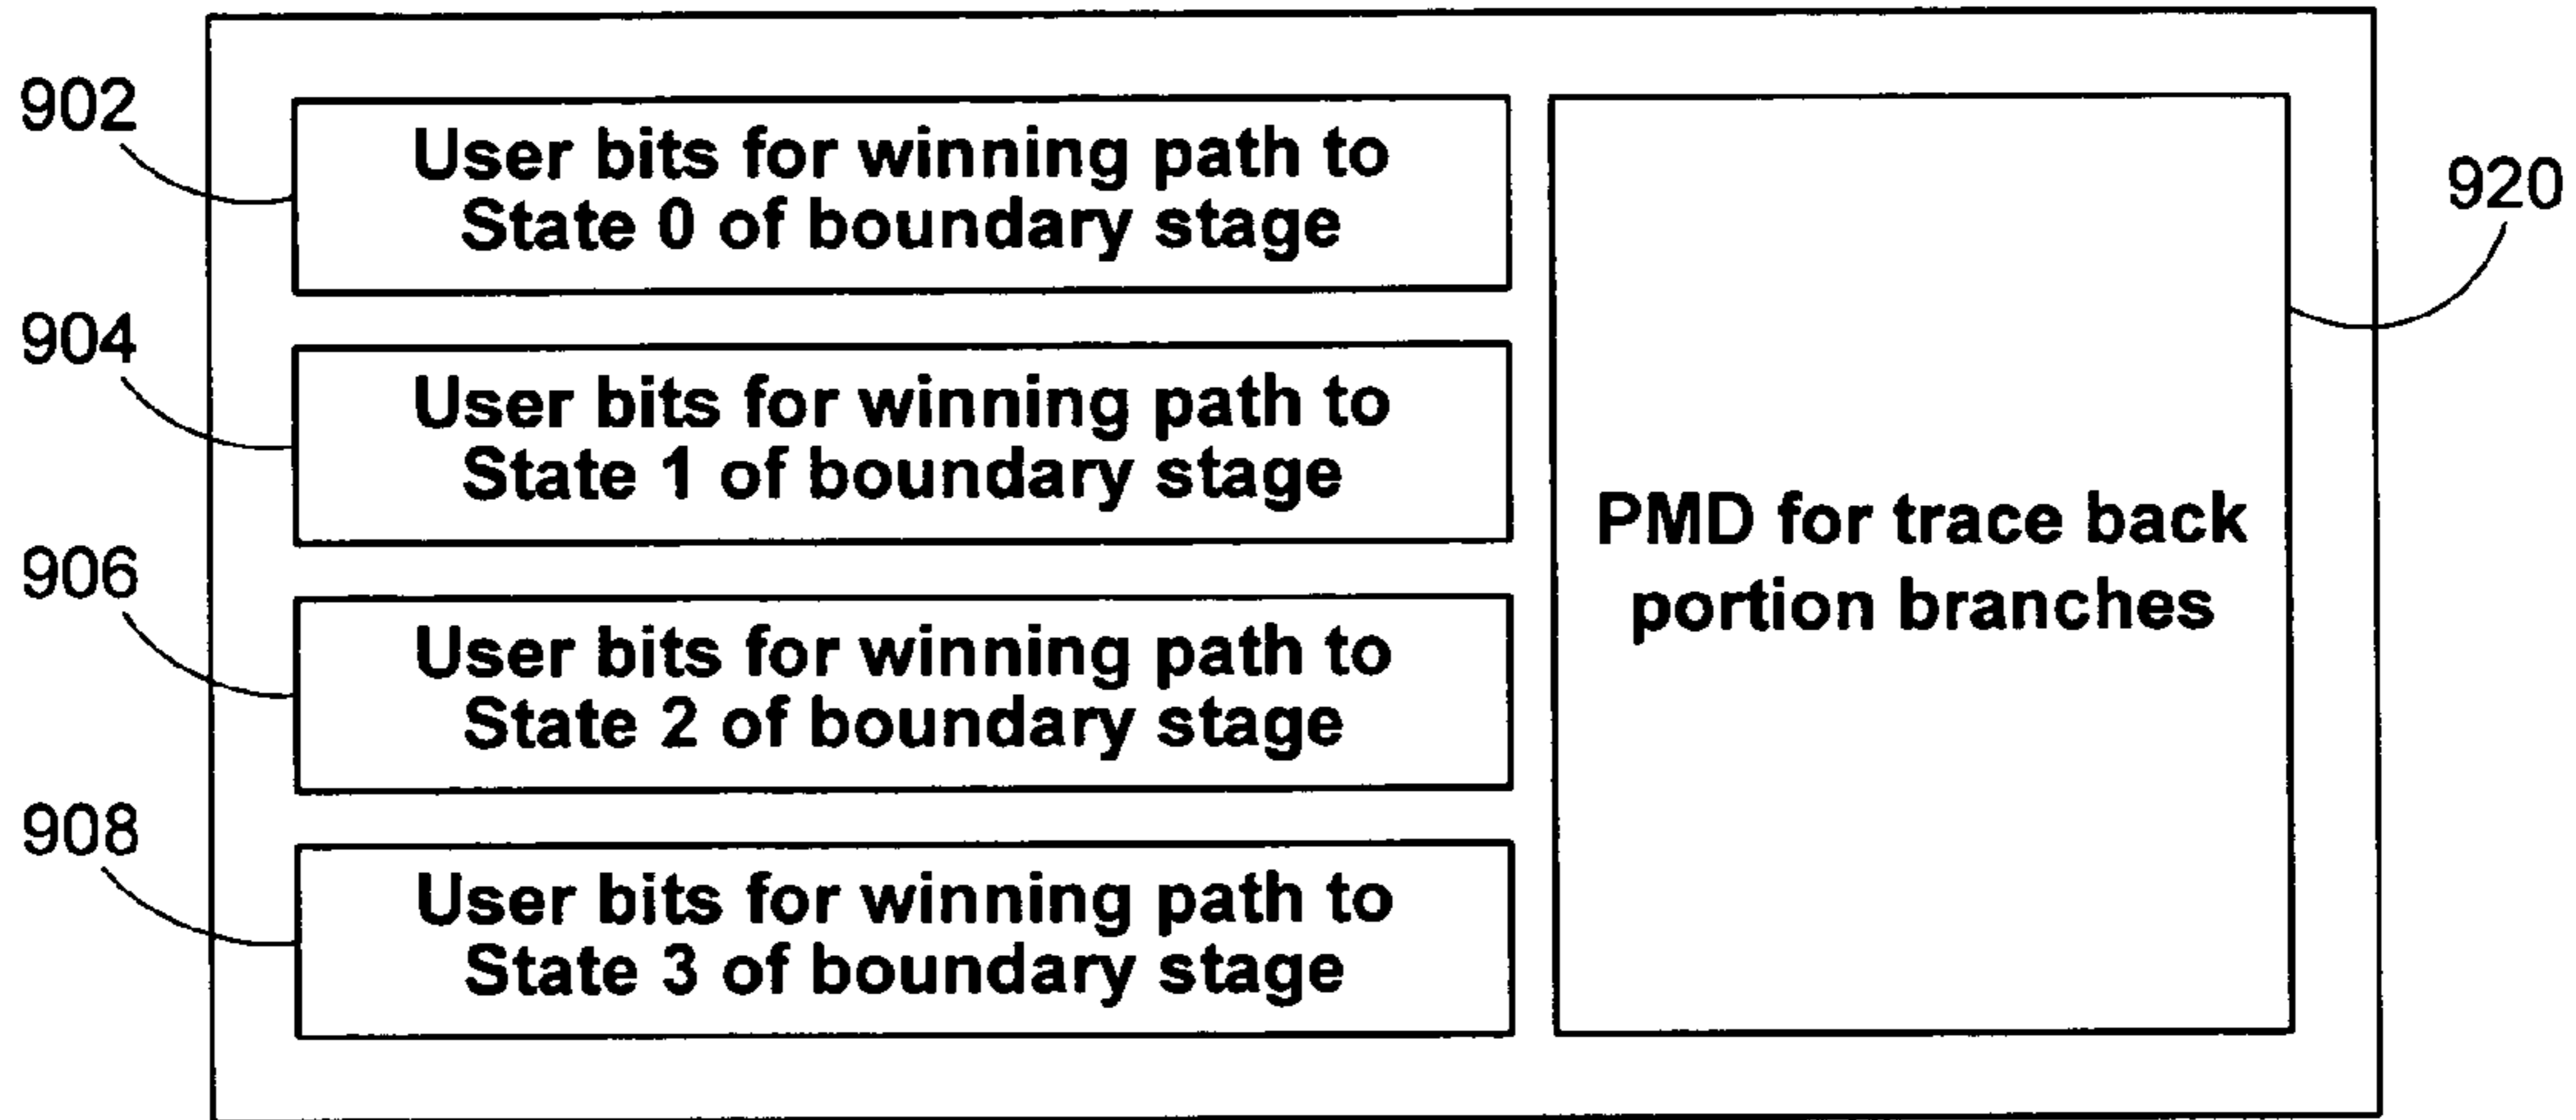 902
User bits for winning path to
State 0 of boundary stage
904
User bits for winning path to
State 1 of boundary stage
906
User bits for winning path to
State 2 of boundary stage
908
User bits for winning path to
State 3 of boundary stage
920
PMD for trace back
portion branches